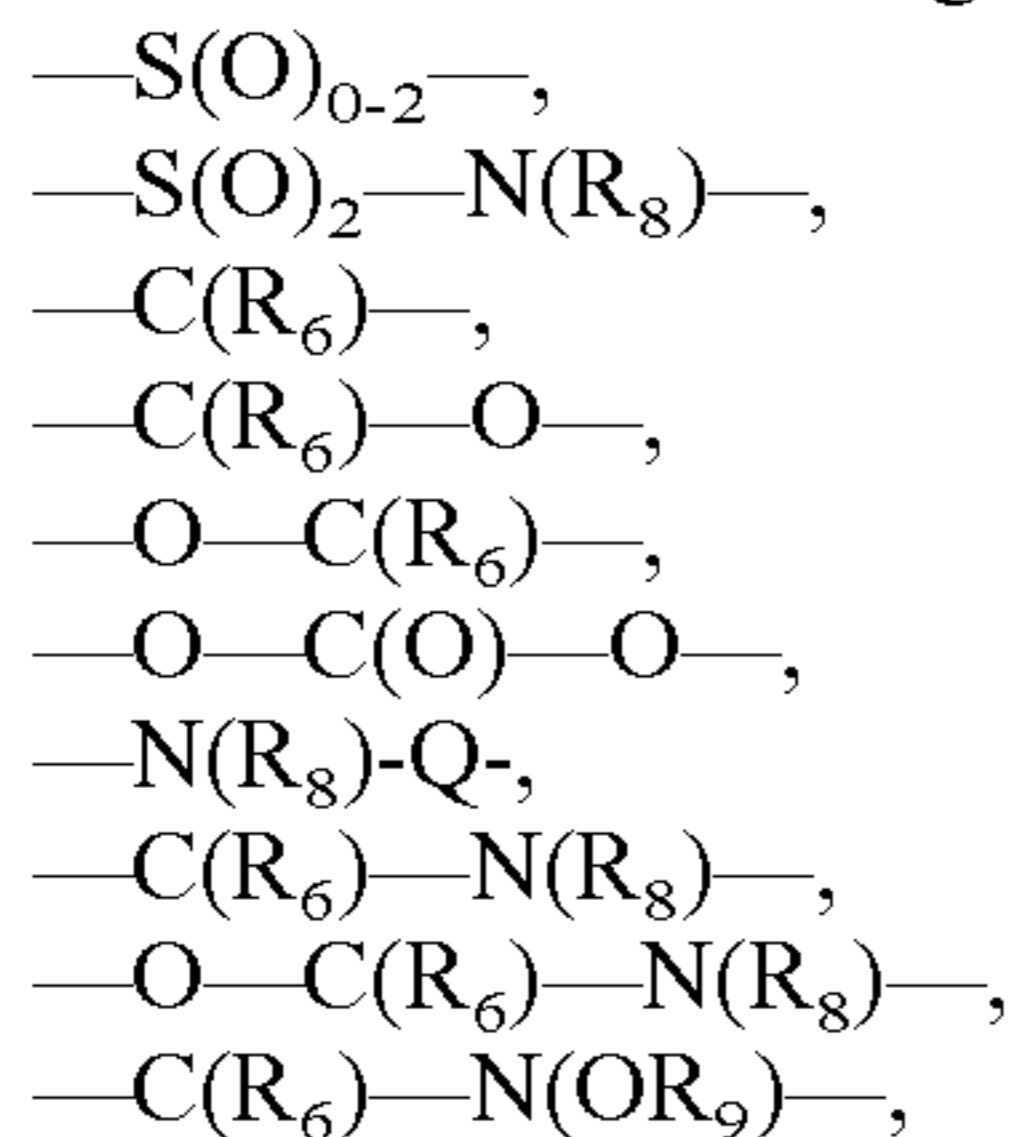 —S(O)₀₋₂—,
—S(O)₂—N(R₈)—,
—C(R₆)—,
—C(R₆)—O—,
—O—C(R₆)—,
—O—C(O)—O—,
—N(R₈)-Q-,
—C(R₆)—N(R₈)—,
—O—C(R₆)—N(R₈)—,
—C(R₆)—N(OR₉)—,